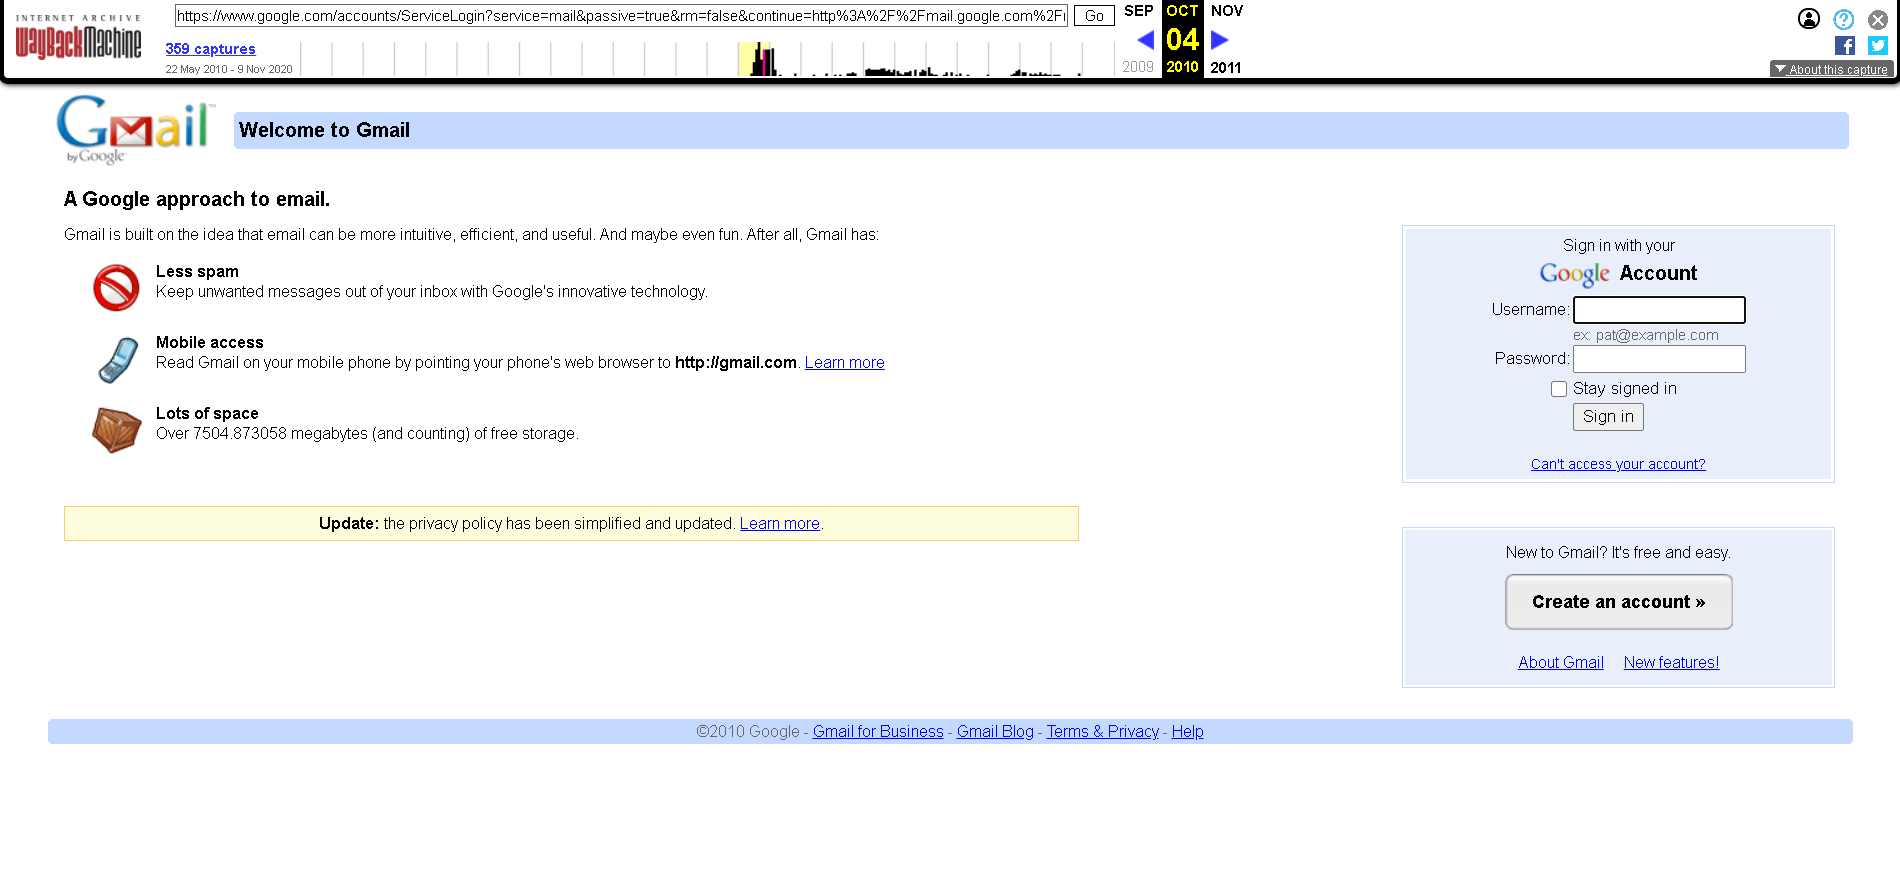 INTERNET ARCHIVE
WayBackMachine
https://www.google.com/accounts/ServiceLogin?service=mail&passive=true&rm=false&continue=http%3A%2F%2Fmail.google.com%2F
Go
SEP OCT NOV
359 captures
04
22 May 2010 - 9 Nov 2020
2009 2010 2011
About this capture
Gmail™
by Google
Welcome to Gmail
A Google approach to email.
Gmail is built on the idea that email can be more intuitive, efficient, and useful. And maybe even fun. After all, Gmail has:
Less spam
Keep unwanted messages out of your inbox with Google's innovative technology.
Mobile access
Read Gmail on your mobile phone by pointing your phone's web browser to http://gmail.com. Learn more
Lots of space
Over 7504.873058 megabytes (and counting) of free storage.
Update: the privacy policy has been simplified and updated. Learn more.
Sign in with your
Google Account
Username:
ex: pat@example.com
Password:
Stay signed in
Sign in
Can't access your account?
New to Gmail? It's free and easy.
Create an account »
About Gmail New features!
©2010 Google - Gmail for Business - Gmail Blog - Terms & Privacy - Help